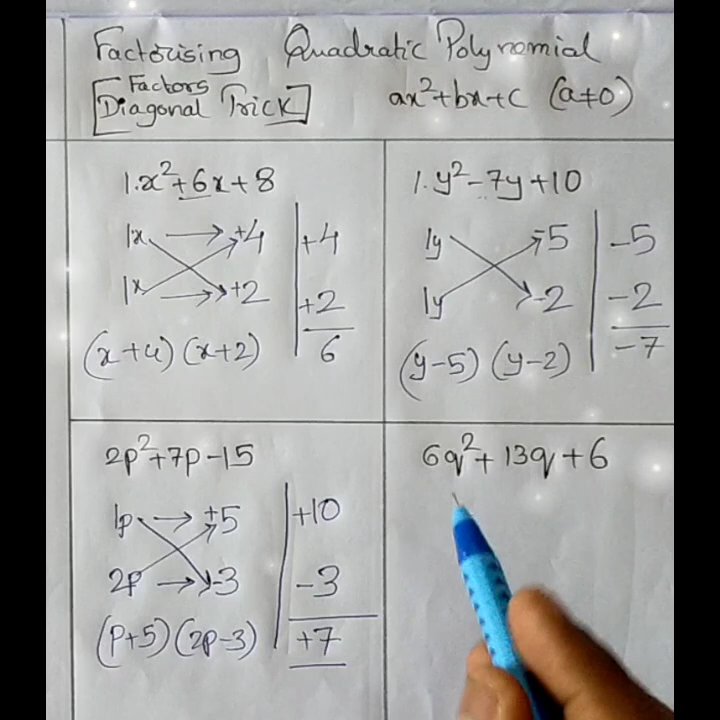 Factorising Quadratic Polynomial
[Factors Diagonal Trick] ax²+bx+c (a≠0)
1.x²+6x+8
1x → +4 | +4
1x → +2 | +2
6
(x+4) (x+2)
1.y²-7y+10
1y -5 | -5
1y -2 | -2
-7
(y-5) (y-2)
2p²+7p-15
1p → +5 | +10
2p → -3 | -3
(p+5) (2p-3) | +7
6q²+13q+6